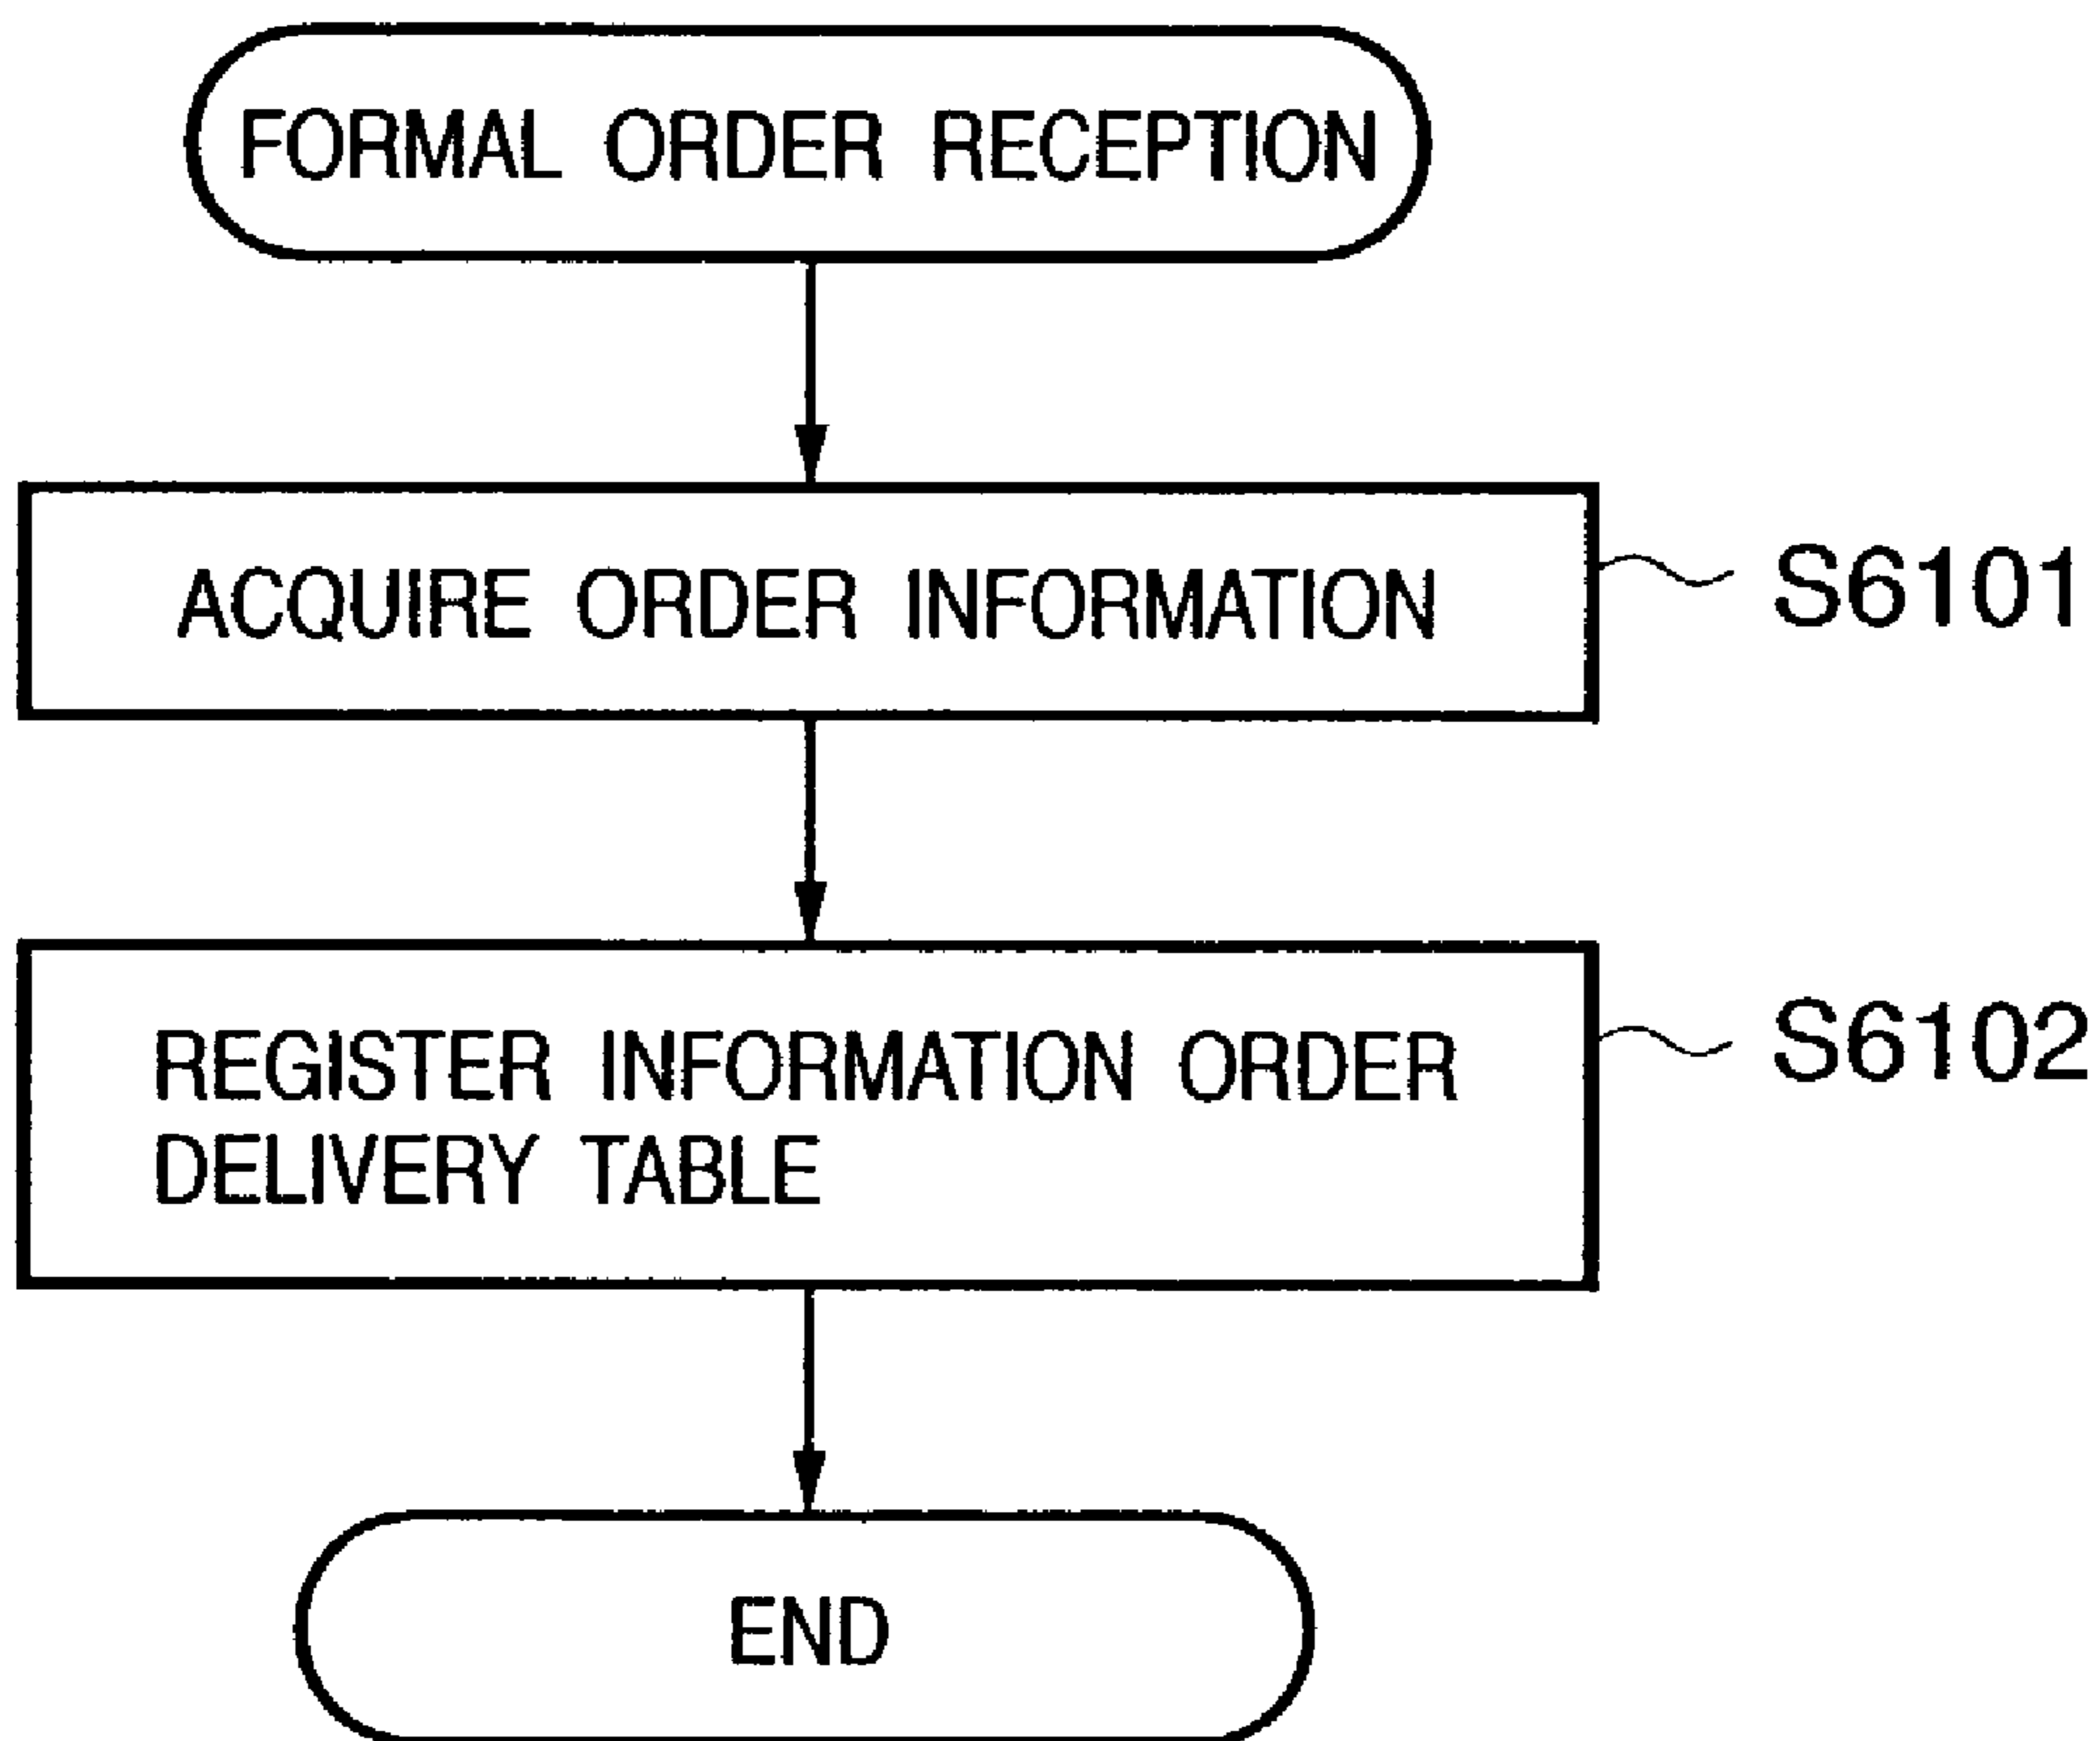 FORMAL ORDER RECEPTION
ACQUIRE ORDER INFORMATION
S6101
REGISTER INFORMATION ORDER
DELIVERY TABLE
S6102
END